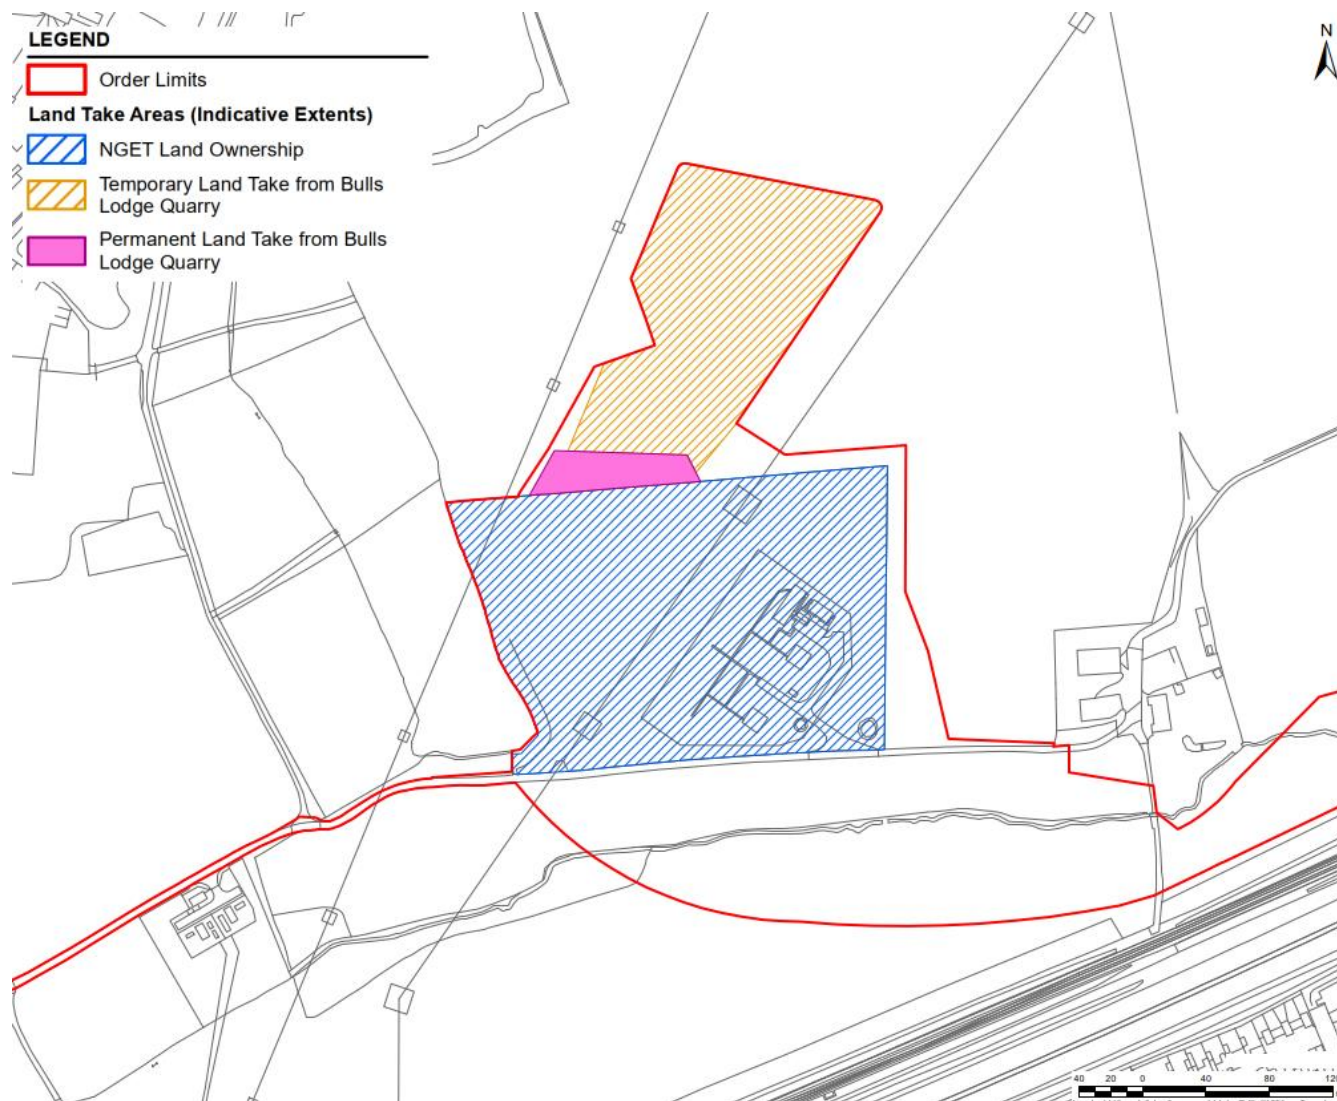 LEGEND
Order Limits
Land Take Areas (Indicative Extents)
NGET Land Ownership
Temporary Land Take from Bulls
Lodge Quarry
Permanent Land Take from Bulls
Lodge Quarry
N
40 20 0 40 80